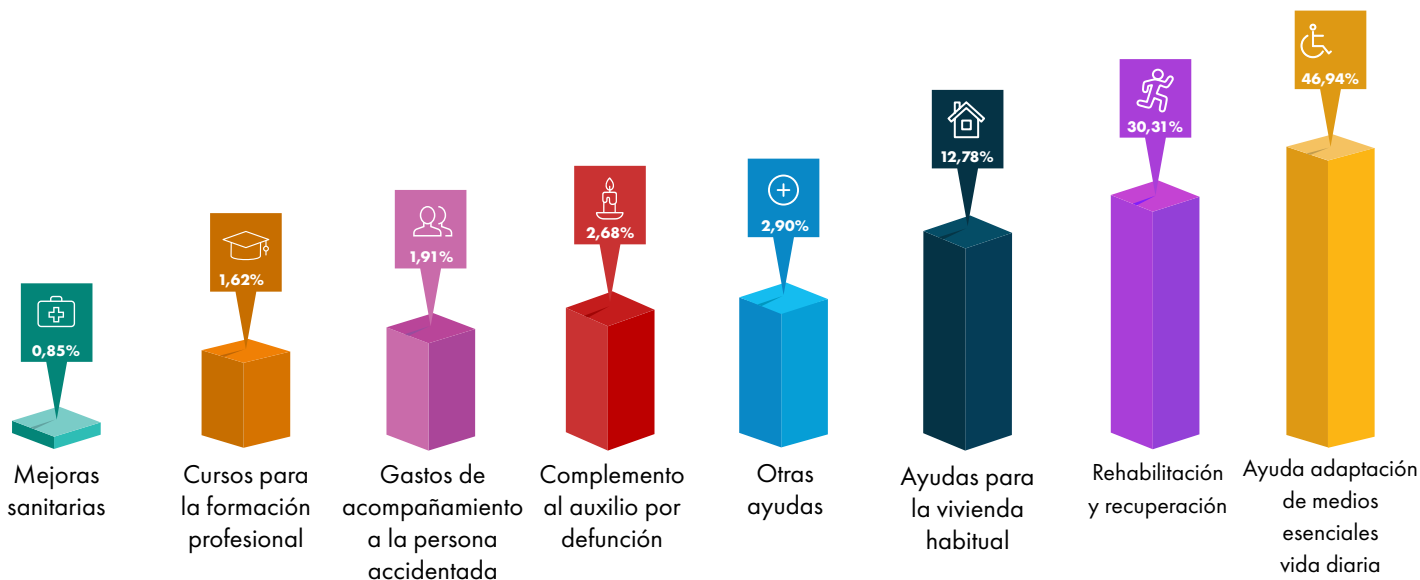 0,85%
Mejoras
sanitarias
1,62%
Cursos para
la formación
profesional
1,91%
Gastos de
acompañamiento
a la persona
accidentada
2,68%
Complemento
al auxilio por
defunción
2,90%
Otras
ayudas
12,78%
Ayudas para
la vivienda
habitual
30,31%
Rehabilitación
y recuperación
46,94%
Ayuda adaptación
de medios
esenciales
vida diaria